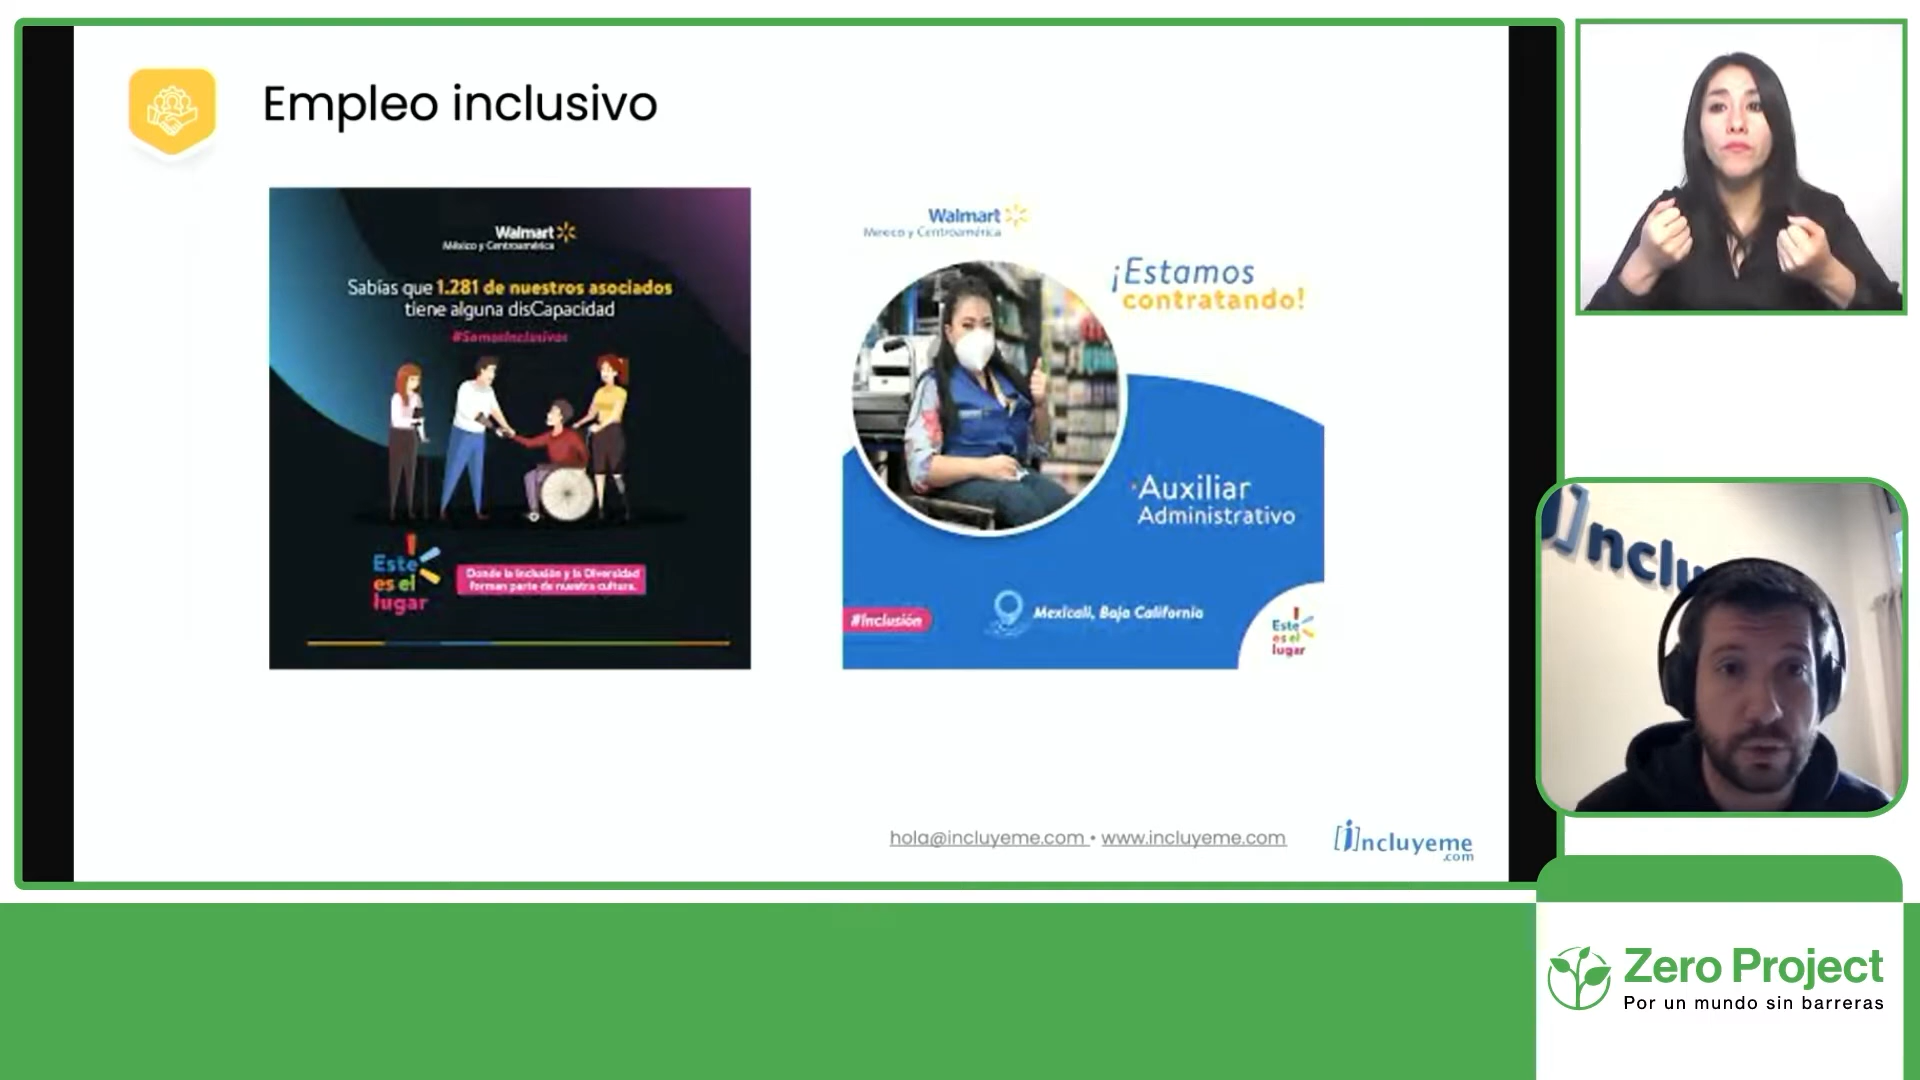 Empleo inclusivo
Walmart
México y Centroamérica
Sabías que 1.281 de nuestros asociados
tiene alguna disCapacidad
#SomosInclusivos
Este
es el
lugar
Donde la Inclusión y la Diversidad
forman parte de nuestra cultura.
Walmart
México y Centroamérica
¡Estamos
contratando!
Auxiliar
Administrativo
#Inclusión
Mexicali, Baja California
Este
es el
lugar
hola@incluyeme.com • www.incluyeme.com
[i]ncluyeme
.com
[i]nclu
Zero Project
Por un mundo sin barreras